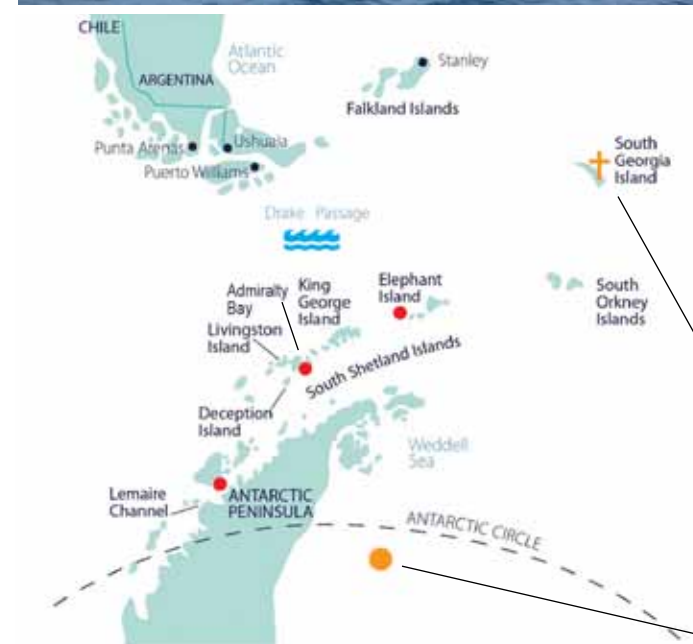 CHILE
Atlantic
Ocean
ARGENTINA
Stanley
Falkland Islands
Punta Arenas
Ushuaia
Puerto Williams
South
Georgia
Island
Drake Passage
Admiralty
Bay
King
George
Island
Elephant
Island
South
Orkney
Islands
Livingston
Island
South Shetland Islands
Deception
Island
Weddell
Sea
Lemaire
Channel
ANTARCTIC
PENINSULA
ANTARCTIC CIRCLE